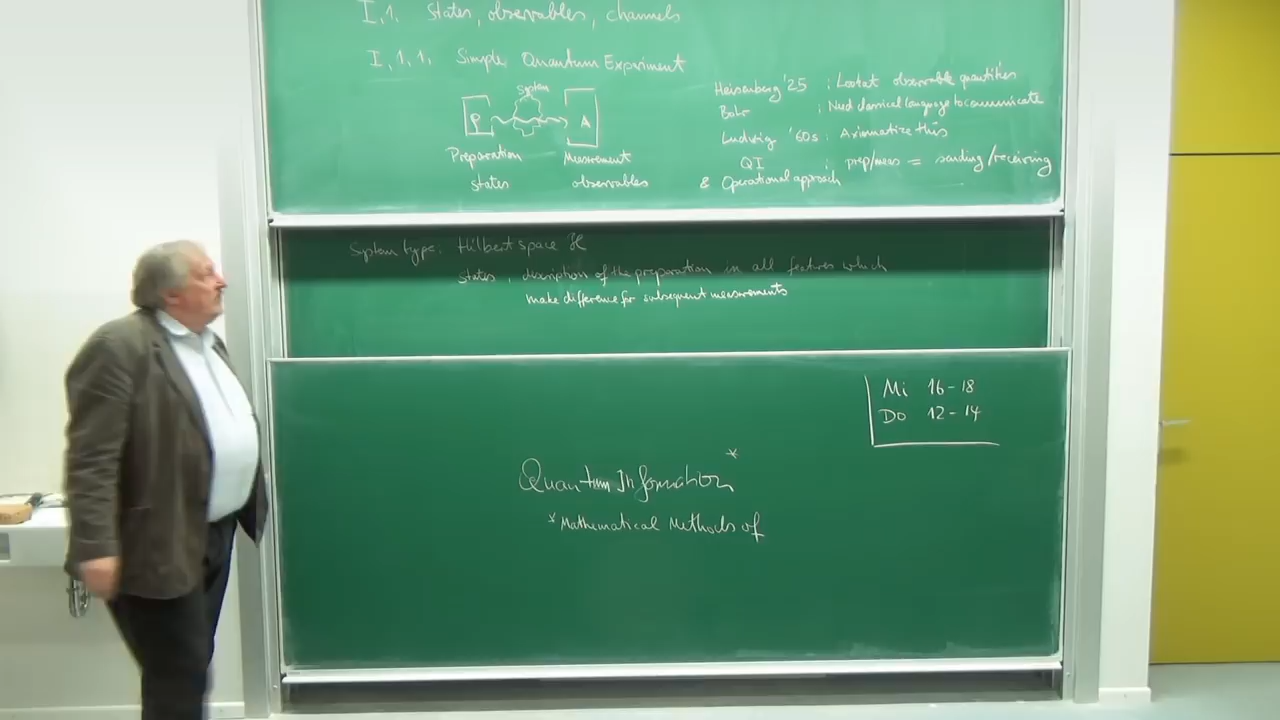 I,1. States, observables, channels
I,1,1, Simple Quantum Experiment
System
P A
Preparation Measurement
states observables
Heisenberg '25 : Look at observable quantities
Bohr : Need classical language to communicate
Ludwig '60s : Axiomatize this
QI : prep/meas = sending/receiving
& Operational approach
System type: Hilbert space ℋ
states, description of the preparation in all features which
make difference for subsequent measurements
Mi 16-18
Do 12-14
Quantum Information*
*Mathematical Methods of